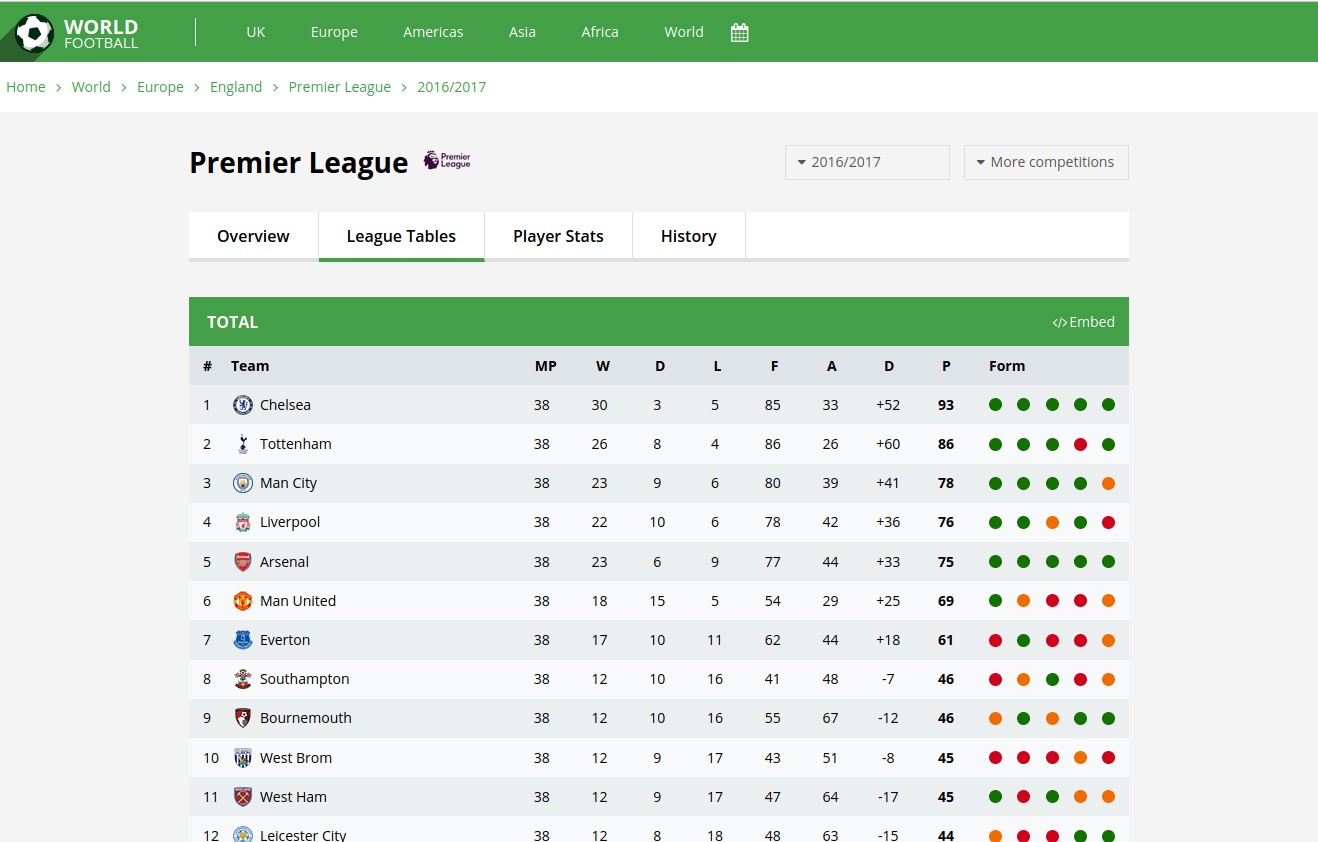 WORLD
FOOTBALL
UK Europe Americas Asia Africa World
Home > World > Europe > England > Premier League > 2016/2017
Premier League Premier League
2016/2017 More competitions
Overview League Tables Player Stats History
TOTAL </> Embed
# Team MP W D L F A D P Form
1 Chelsea 38 30 3 5 85 33 +52 93
2 Tottenham 38 26 8 4 86 26 +60 86
3 Man City 38 23 9 6 80 39 +41 78
4 Liverpool 38 22 10 6 78 42 +36 76
5 Arsenal 38 23 6 9 77 44 +33 75
6 Man United 38 18 15 5 54 29 +25 69
7 Everton 38 17 10 11 62 44 +18 61
8 Southampton 38 12 10 16 41 48 -7 46
9 Bournemouth 38 12 10 16 55 67 -12 46
10 West Brom 38 12 9 17 43 51 -8 45
11 West Ham 38 12 9 17 47 64 -17 45
12 Leicester City 38 12 8 18 48 63 -15 44